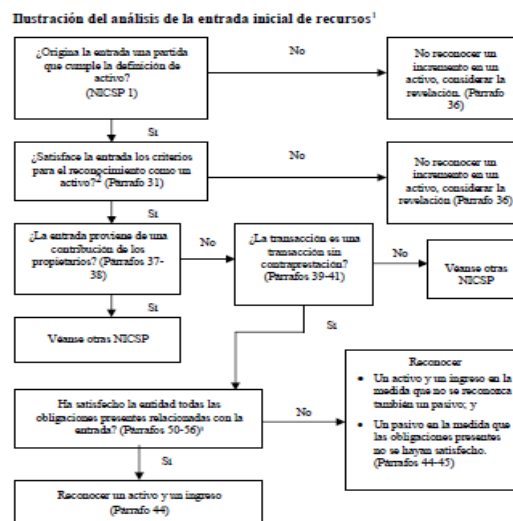 Ilustración del análisis de la entrada inicial de recursos¹
¿Origina la entrada una partida
que cumple la definición de
activo?
(NICSP 1)
No
No reconocer un
incremento en un
activo, considerar la
revelación. (Párrafo
36)
Si
¿Satisface la entrada los criterios
para el reconocimiento como un
activo?² (Párrafo 31)
No
No reconocer un
incremento en un
activo, considerar la
revelación (Párrafo 36)
Si
¿La entrada proviene de una
contribución de los
propietarios? (Párrafos 37-
38)
No
¿La transacción es una
transacción sin
contraprestación?
(Párrafos 39-41)
No
Véanse otras
NICSP
Si
Véanse otras NICSP
Si
Ha satisfecho la entidad todas las
obligaciones presentes relacionadas con la
entrada? (Párrafos 50-56)
No
Reconocer
• Un activo y un ingreso en la
medida que no se reconozca
también un pasivo; y
• Un pasivo en la medida que
las obligaciones presentes
no se hayan satisfecho.
(Párrafos 44-45)
Si
Reconocer un activo y un ingreso
(Párrafo 44)